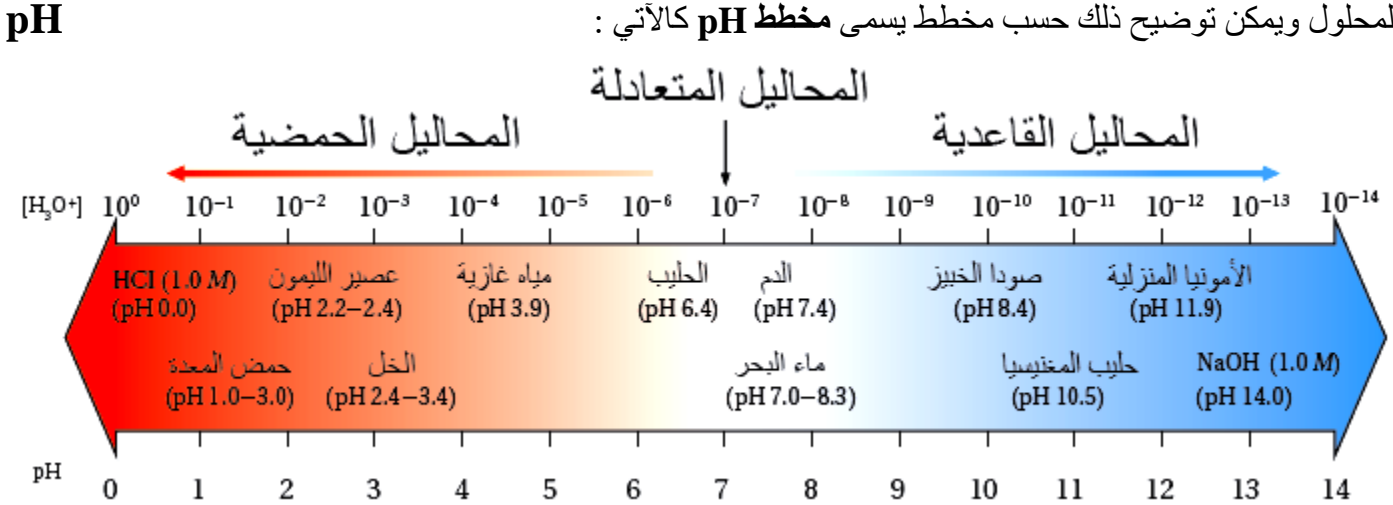 لمحلول ويمكن توضيح ذلك حسب مخطط يسمى مخطط pH كالآتي : pH
المحاليل المتعادلة
المحاليل الحمضية المحاليل القاعدية
[H₃O⁺] 10⁰ 10⁻¹ 10⁻² 10⁻³ 10⁻⁴ 10⁻⁵ 10⁻⁶ 10⁻⁷ 10⁻⁸ 10⁻⁹ 10⁻¹⁰ 10⁻¹¹ 10⁻¹² 10⁻¹³ 10⁻¹⁴
HCl (1.0 M) عصير الليمون مياه غازية الحليب الدم صودا الخبيز الأمونيا المنزلية
(pH 0.0) (pH 2.2–2.4) (pH 3.9) (pH 6.4) (pH 7.4) (pH 8.4) (pH 11.9)
حمض المعدة الخل ماء البحر حليب المغنيسيا NaOH (1.0 M)
(pH 1.0–3.0) (pH 2.4–3.4) (pH 7.0–8.3) (pH 10.5) (pH 14.0)
pH 0 1 2 3 4 5 6 7 8 9 10 11 12 13 14